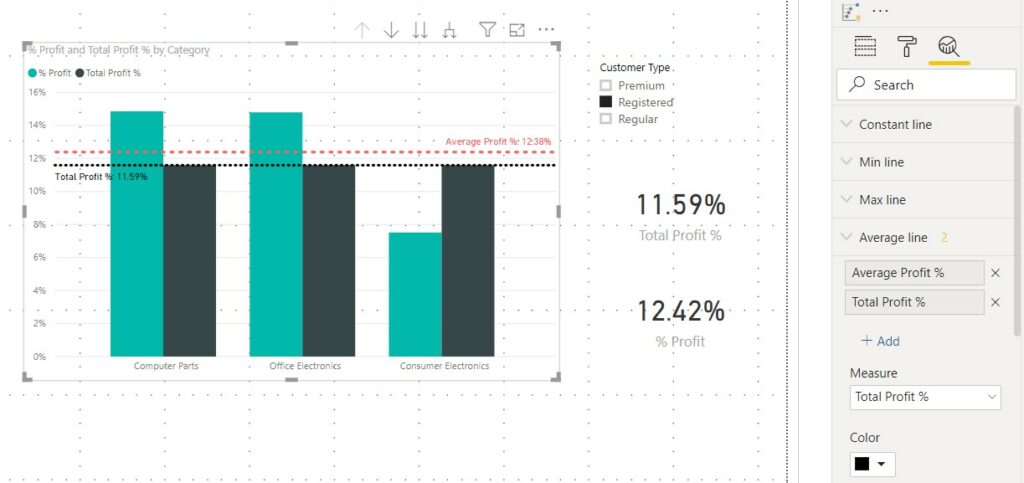 % Profit and Total Profit % by Category
% Profit Total Profit %
16%
14%
12%
10%
8%
6%
4%
2%
0%
Average Profit %: 12.38%
Total Profit %: 11.59%
Computer Parts Office Electronics Consumer Electronics
Customer Type
Premium
Registered
Regular
11.59%
Total Profit %
12.42%
% Profit
Search
Constant line
Min line
Max line
Average line 2
Average Profit %
Total Profit %
Add
Measure
Total Profit %
Color